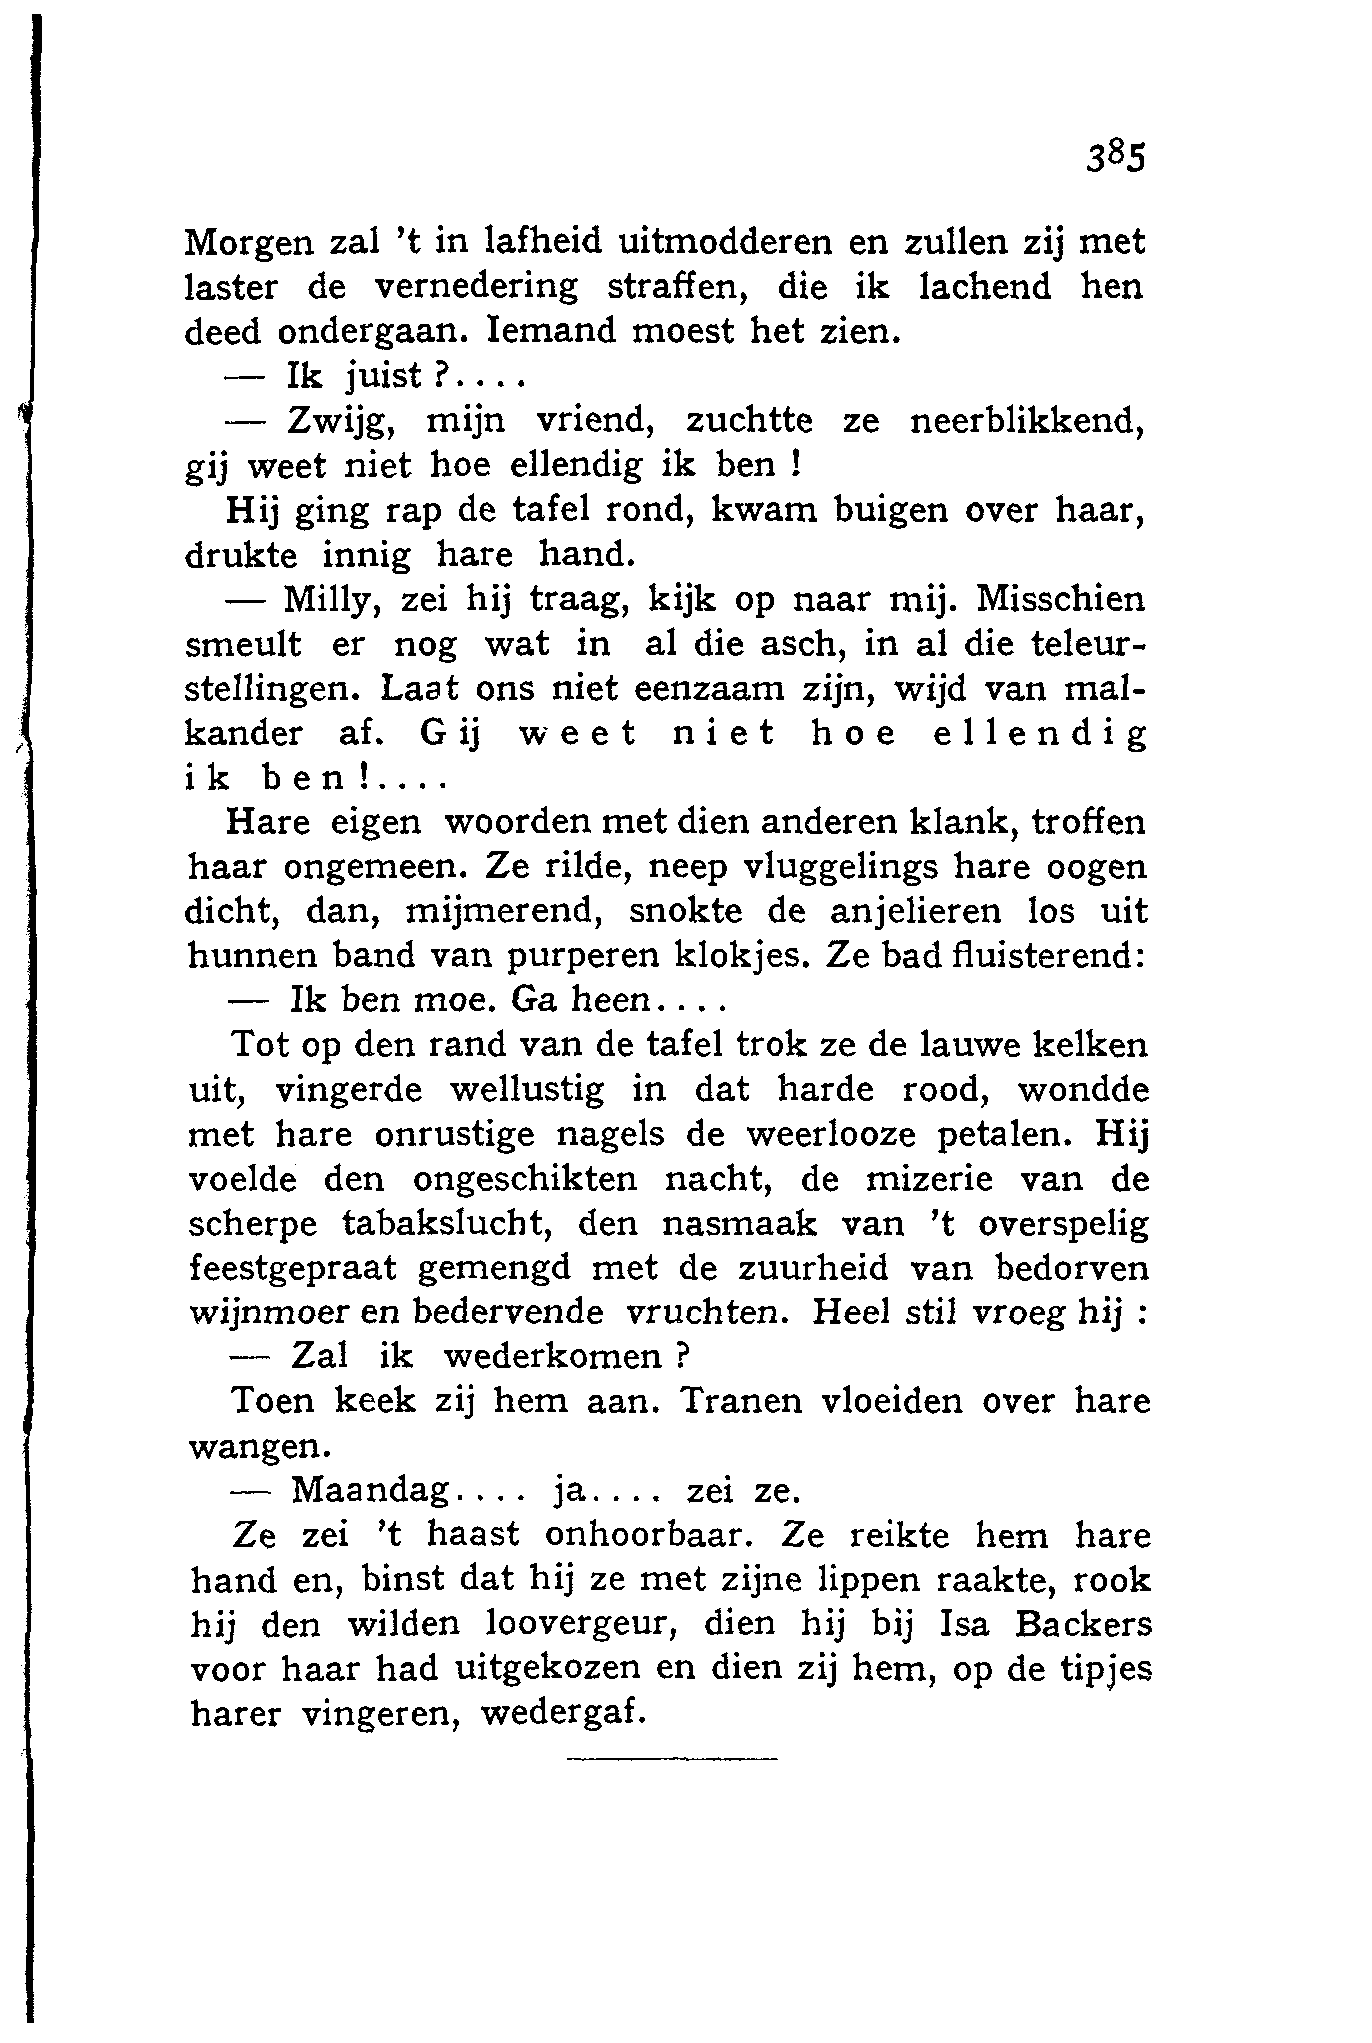 385
Morgen zal 't in lafheid uitmodderen en zullen zij met
laster de vernedering straffen, die ik lachend hen
deed ondergaan. Iemand moest het zien.
— Ik juist ?....
— Zwijg, mijn vriend, zuchtte ze neerblikkend,
gij weet niet hoe ellendig ik ben !
Hij ging rap de tafel rond, kwam buigen over haar,
drukte innig hare hand.
— Milly, zei hij traag, kijk op naar mij. Misschien
smeult er nog wat in al die asch, in al die teleur-
stellingen. Laat ons niet eenzaam zijn, wijd van mal-
kander af. G ij w e e t n i e t h o e e l l e n d i g
i k b e n !....
Hare eigen woorden met dien anderen klank, troffen
haar ongemeen. Ze rilde, neep vluggelings hare oogen
dicht, dan, mijmerend, snokte de anjelieren los uit
hunnen band van purperen klokjes. Ze bad fluisterend:
— Ik ben moe. Ga heen....
Tot op den rand van de tafel trok ze de lauwe kelken
uit, vingerde wellustig in dat harde rood, wondde
met hare onrustige nagels de weerlooze petalen. Hij
voelde den ongeschikten nacht, de mizerie van de
scherpe tabakslucht, den nasmaak van 't overspelig
feestgepraat gemengd met de zuurheid van bedorven
wijnmoer en bedervende vruchten. Heel stil vroeg hij :
— Zal ik wederkomen ?
Toen keek zij hem aan. Tranen vloeiden over hare
wangen.
— Maandag.... ja.... zei ze.
Ze zei 't haast onhoorbaar. Ze reikte hem hare
hand en, binst dat hij ze met zijne lippen raakte, rook
hij den wilden loovergeur, dien hij bij Isa Backers
voor haar had uitgekozen en dien zij hem, op de tipjes
harer vingeren, wedergaf.